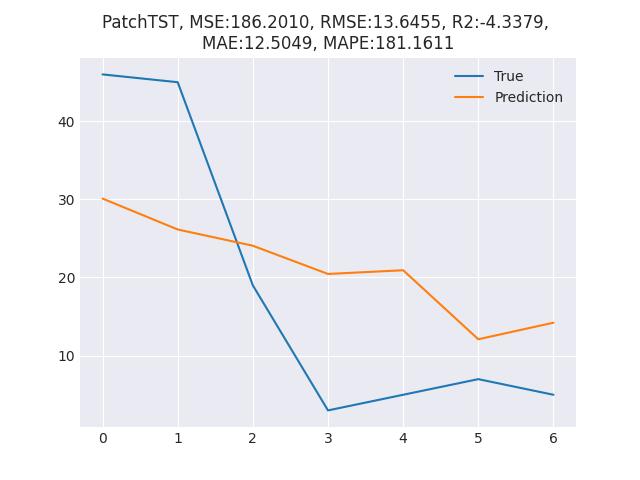 PatchTST, MSE:186.2010, RMSE:13.6455, R2:-4.3379,
MAE:12.5049, MAPE:181.1611
True
Prediction
40
30
20
10
0 1 2 3 4 5 6